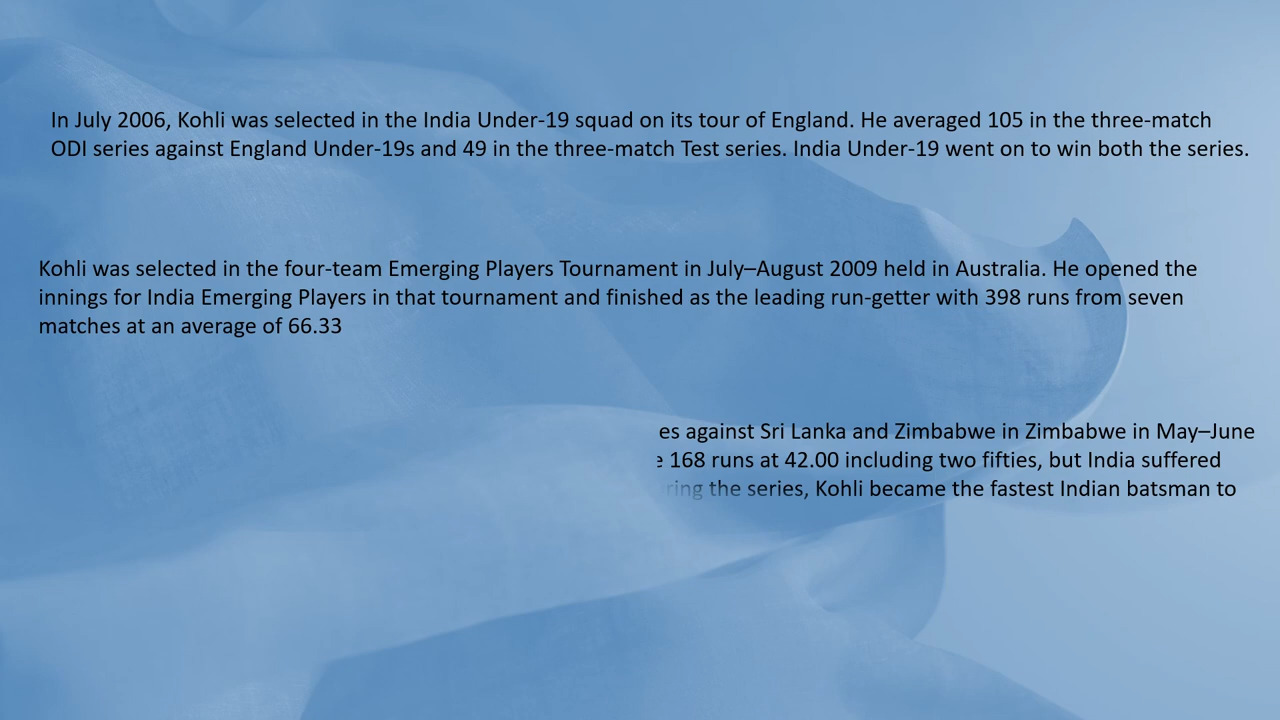 In July 2006, Kohli was selected in the India Under-19 squad on its tour of England. He averaged 105 in the three-match
ODI series against England Under-19s and 49 in the three-match Test series. India Under-19 went on to win both the series.
Kohli was selected in the four-team Emerging Players Tournament in July–August 2009 held in Australia. He opened the
innings for India Emerging Players in that tournament and finished as the leading run-getter with 398 runs from seven
matches at an average of 66.33
against Sri Lanka and Zimbabwe in Zimbabwe in May–June
168 runs at 42.00 including two fifties, but India suffered
the series, Kohli became the fastest Indian batsman to